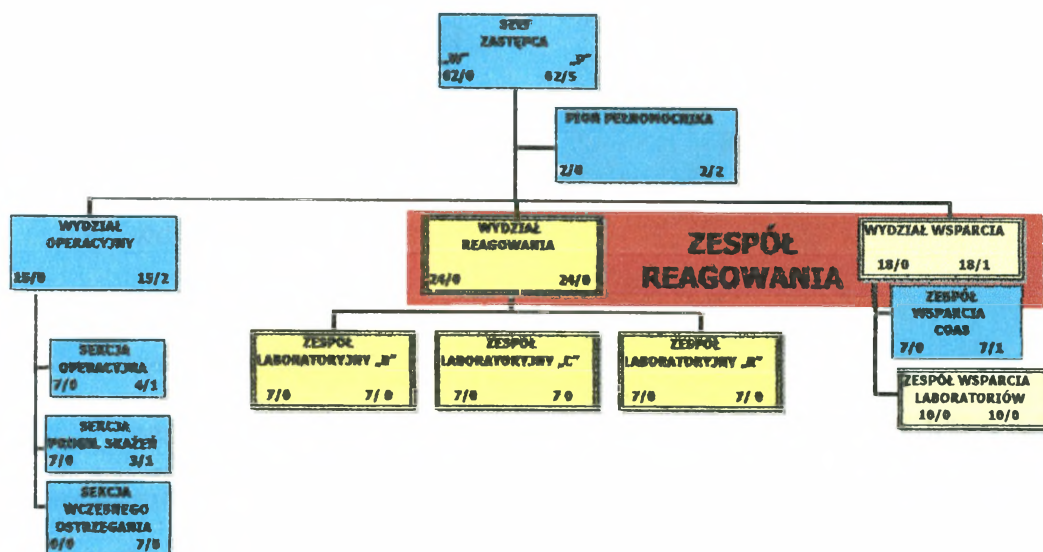 SZEF
ZASTĘPCA
„W” „P”
62/0 62/5
PION PEŁNOMOCNIKA
2/0 2/2
WYDZIAŁ
OPERACYJNY
15/0 15/2
WYDZIAŁ
REAGOWANIA
24/0 24/0
ZESPÓŁ
REAGOWANIA
WYDZIAŁ WSPARCIA
18/0 18/1
ZESPÓŁ
WSPARCIA
COAS
7/0 7/1
ZESPÓŁ WSPARCIA
LABORATORIÓW
10/0 10/0
ZESPÓŁ
LABORATORYJNY
7/0 7/ 0
ZESPÓŁ
LABORATORYJNY „C”
7/0 7 0
ZESPÓŁ
LABORATORYJNY
7/0 7/ 0
SEKCJA
OPERACYJNA
7/0 4/1
SEKCJA
SKAŻEŃ
7/0 3/1
SEKCJA
WCZESNEGO
OSTRZEGANIA